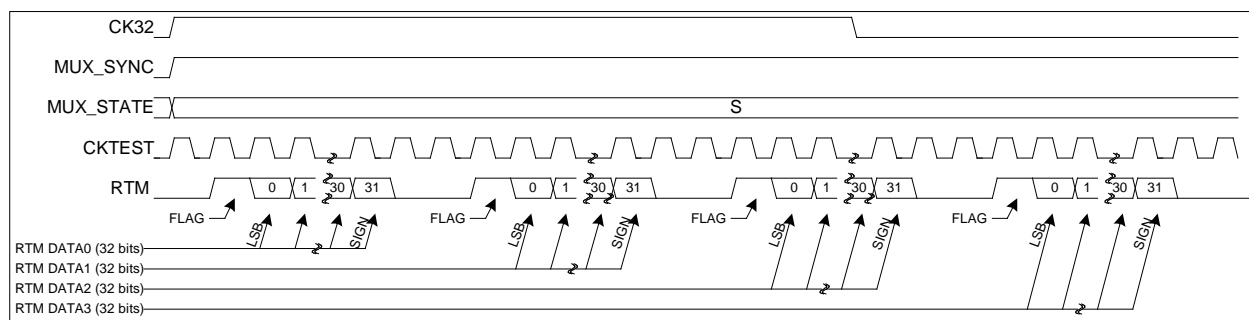 CK32
MUX_SYNC
MUX_STATE S
CKTEST
RTM 0 1 30 31 0 1 30 31 0 1 30 31 0 1 30 31
FLAG FLAG FLAG FLAG
LSB SIGN LSB SIGN LSB SIGN LSB SIGN
RTM DATA0 (32 bits)
RTM DATA1 (32 bits)
RTM DATA2 (32 bits)
RTM DATA3 (32 bits)